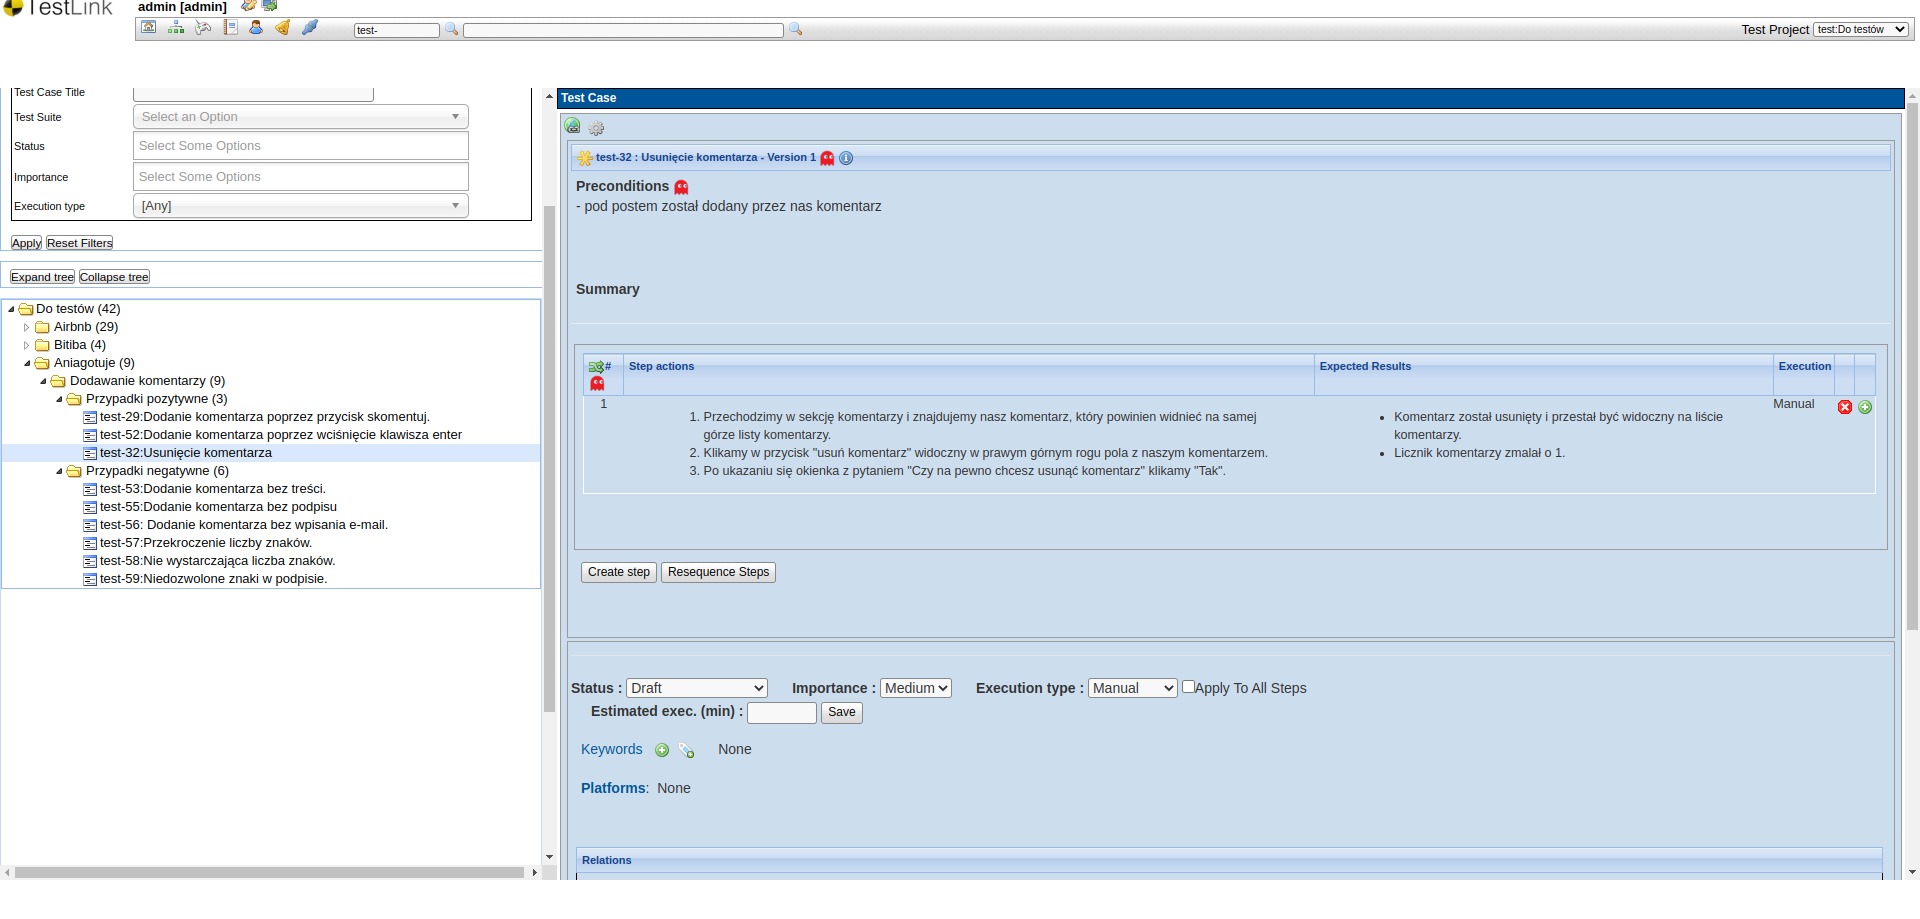 TestLink
admin [admin]
test-
Test Project test:Do testów
Test Case Title
Test Suite Select an Option
Status Select Some Options
Importance Select Some Options
Execution type [Any]
Apply Reset Filters
Expand tree Collapse tree
Do testów (42)
Airbnb (29)
Bitiba (4)
Aniagotuje (9)
Dodawanie komentarzy (9)
Przypadki pozytywne (3)
test-29:Dodanie komentarza poprzez przycisk skomentuj.
test-52:Dodanie komentarza poprzez wciśnięcie klawisza enter
test-32:Usunięcie komentarza
Przypadki negatywne (6)
test-53:Dodanie komentarza bez treści.
test-55:Dodanie komentarza bez podpisu
test-56: Dodanie komentarza bez wpisania e-mail.
test-57:Przekroczenie liczby znaków.
test-58:Nie wystarczająca liczba znaków.
test-59:Niedozwolone znaki w podpisie.
Test Case
test-32 : Usunięcie komentarza - Version 1
Preconditions
- pod postem został dodany przez nas komentarz
Summary
# Step actions Expected Results Execution
1
1. Przechodzimy w sekcję komentarzy i znajdujemy nasz komentarz, który powinien widnieć na samej
górze listy komentarzy.
2. Klikamy w przycisk "usuń komentarz" widoczny w prawym górnym rogu pola z naszym komentarzem.
3. Po ukazaniu się okienka z pytaniem "Czy na pewno chcesz usunąć komentarz" klikamy "Tak".
• Komentarz został usunięty i przestał być widoczny na liście
komentarzy.
• Licznik komentarzy zmalał o 1.
Manual
Create step Resequence Steps
Status : Draft Importance : Medium Execution type : Manual Apply To All Steps
Estimated exec. (min) : Save
Keywords None
Platforms: None
Relations